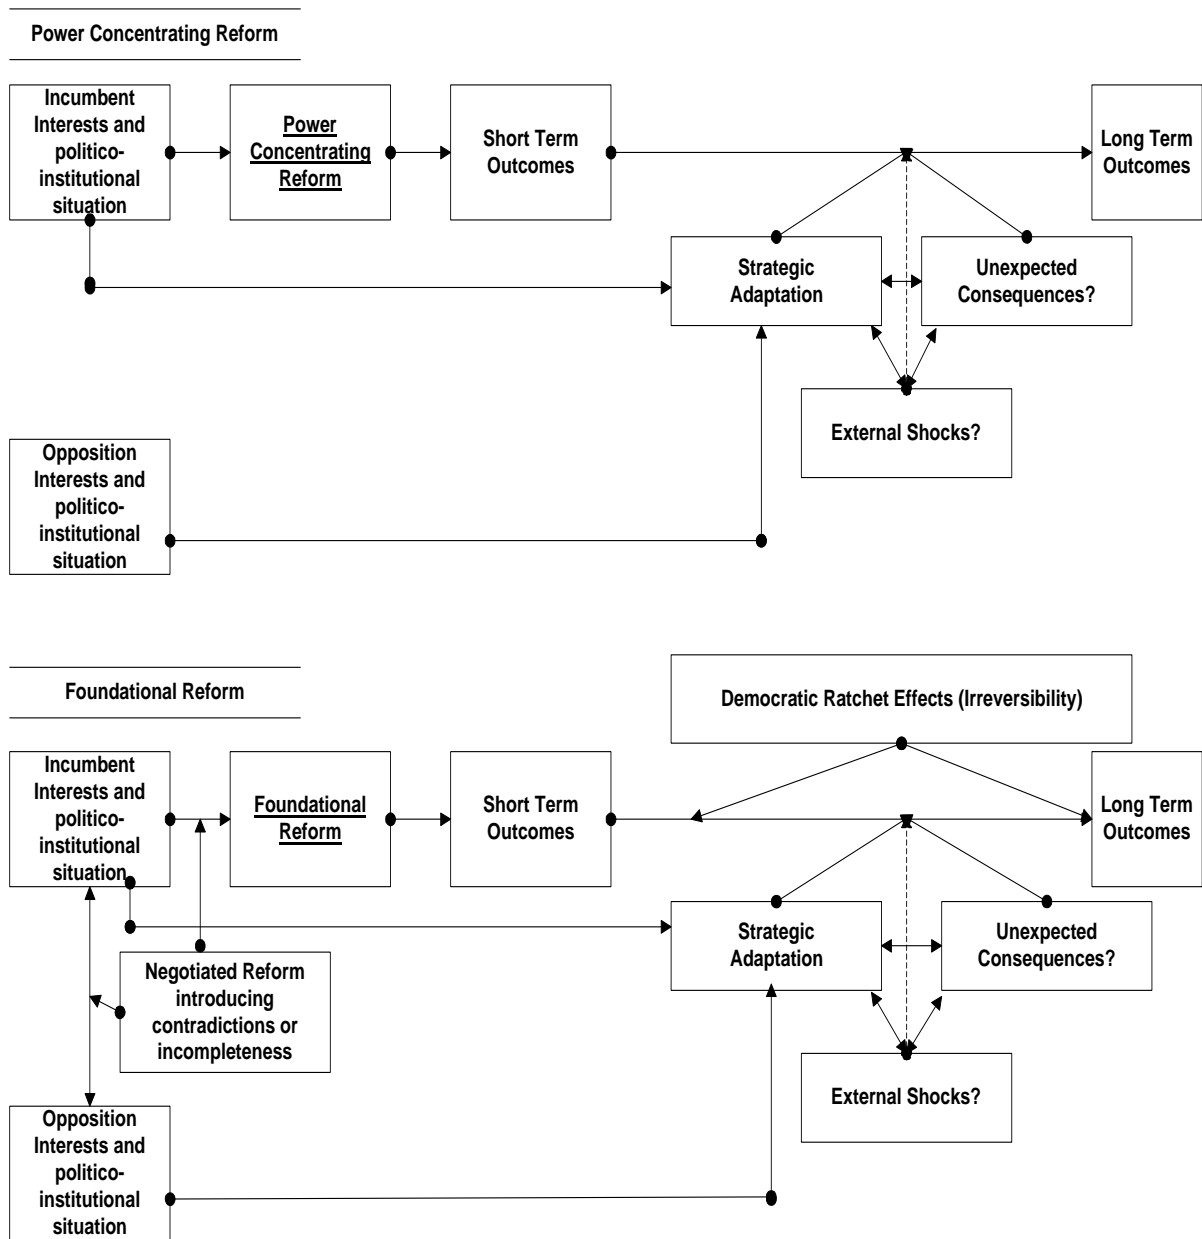 Power Concentrating Reform
Incumbent
Interests and
politico-
institutional
situation
Power
Concentrating
Reform
Short Term
Outcomes
Long Term
Outcomes
Strategic
Adaptation
Unexpected
Consequences?
External Shocks?
Opposition
Interests and
politico-
institutional
situation
Foundational Reform
Democratic Ratchet Effects (Irreversibility)
Incumbent
Interests and
politico-
institutional
situation
Foundational
Reform
Short Term
Outcomes
Long Term
Outcomes
Strategic
Adaptation
Unexpected
Consequences?
Negotiated Reform
introducing
contradictions or
incompleteness
External Shocks?
Opposition
Interests and
politico-
institutional
situation